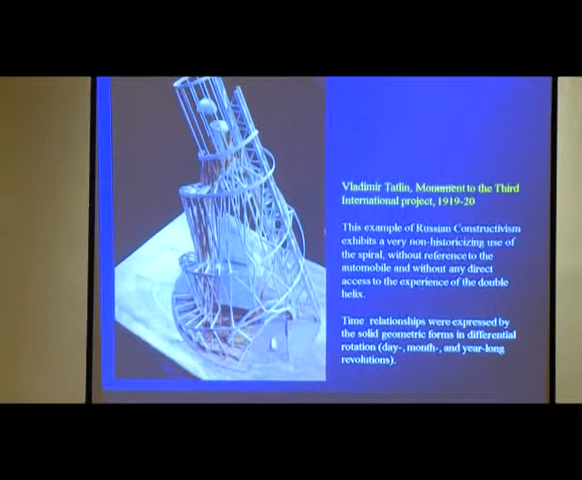 Vladimir Tatlin, Monument to the Third
International project, 1919-20
This example of Russian Constructivism
exhibits a very non-historicizing use of
the spiral, without reference to the
automobile and without any direct
access to the experience of the double
helix.
Time relationships were expressed by
the solid geometric forms in differential
rotation (day-, month-, and year-long
revolutions).